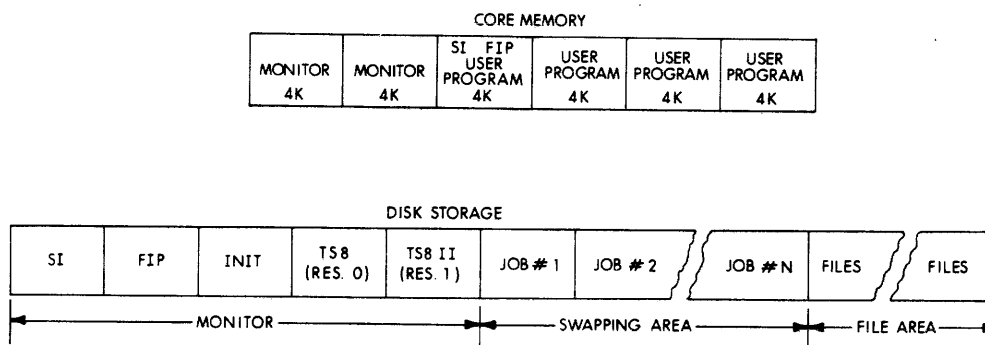 CORE MEMORY
MONITOR 4K
MONITOR 4K
SI FIP USER PROGRAM 4K
USER PROGRAM 4K
USER PROGRAM 4K
USER PROGRAM 4K
DISK STORAGE
SI
FIP
INIT
TS8 (RES. 0)
TS8 II (RES. 1)
JOB # 1
JOB # 2
JOB # N
FILES
FILES
MONITOR
SWAPPING AREA
FILE AREA